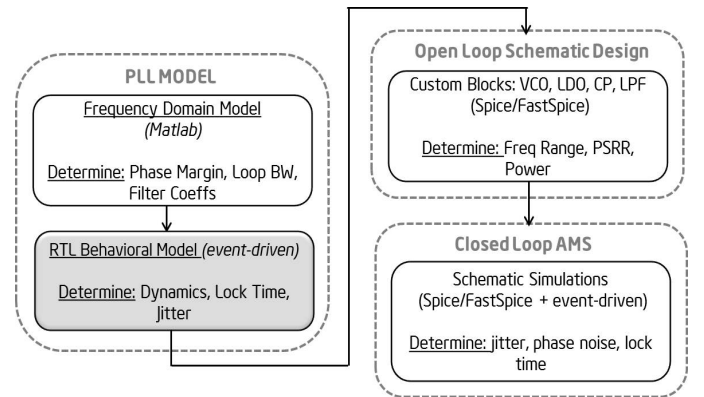 PLL MODEL
Frequency Domain Model
(Matlab)
Determine: Phase Margin, Loop BW,
Filter Coeffs
RTL Behavioral Model (event-driven)
Determine: Dynamics, Lock Time,
Jitter
Open Loop Schematic Design
Custom Blocks: VCO, LDO, CP, LPF
(Spice/FastSpice)
Determine: Freq Range, PSRR,
Power
Closed Loop AMS
Schematic Simulations
(Spice/FastSpice + event-driven)
Determine: jitter, phase noise, lock
time